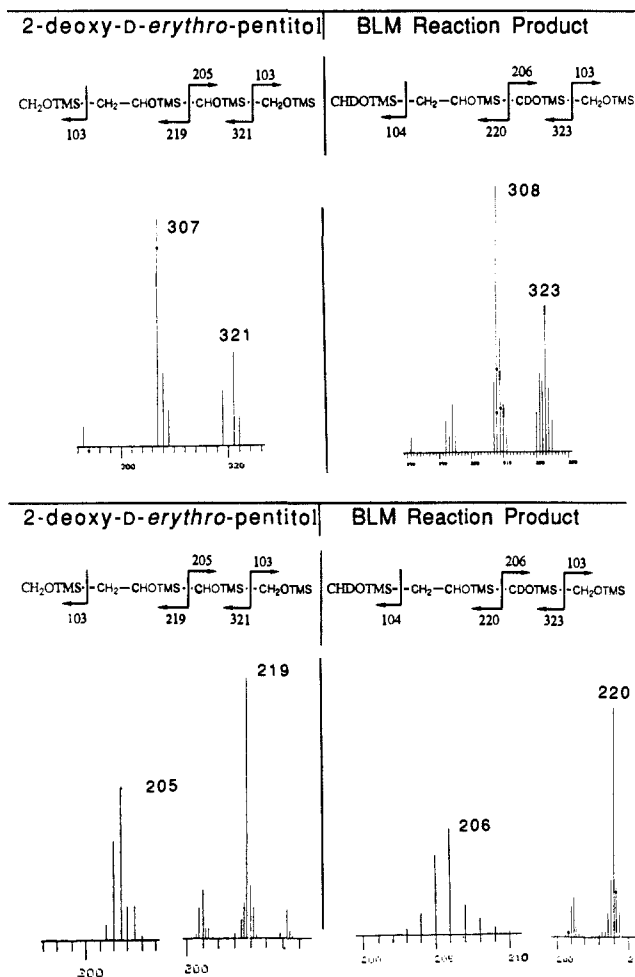 2-deoxy-D-erythro-pentitol
BLM Reaction Product
205 103
CH₂OTMS-CH₂-CHOTMS-CHOTMS-CH₂OTMS
103 219 321
206 103
CHDOTMS-CH₂-CHOTMS-CDOTMS-CH₂OTMS
104 220 323
307
321
300 320
308
323
2-deoxy-D-erythro-pentitol
BLM Reaction Product
205 103
CH₂OTMS-CH₂-CHOTMS-CHOTMS-CH₂OTMS
103 219 321
206 103
CHDOTMS-CH₂-CHOTMS-CDOTMS-CH₂OTMS
104 220 323
205
219
200
200
206
220
200 205 210
200